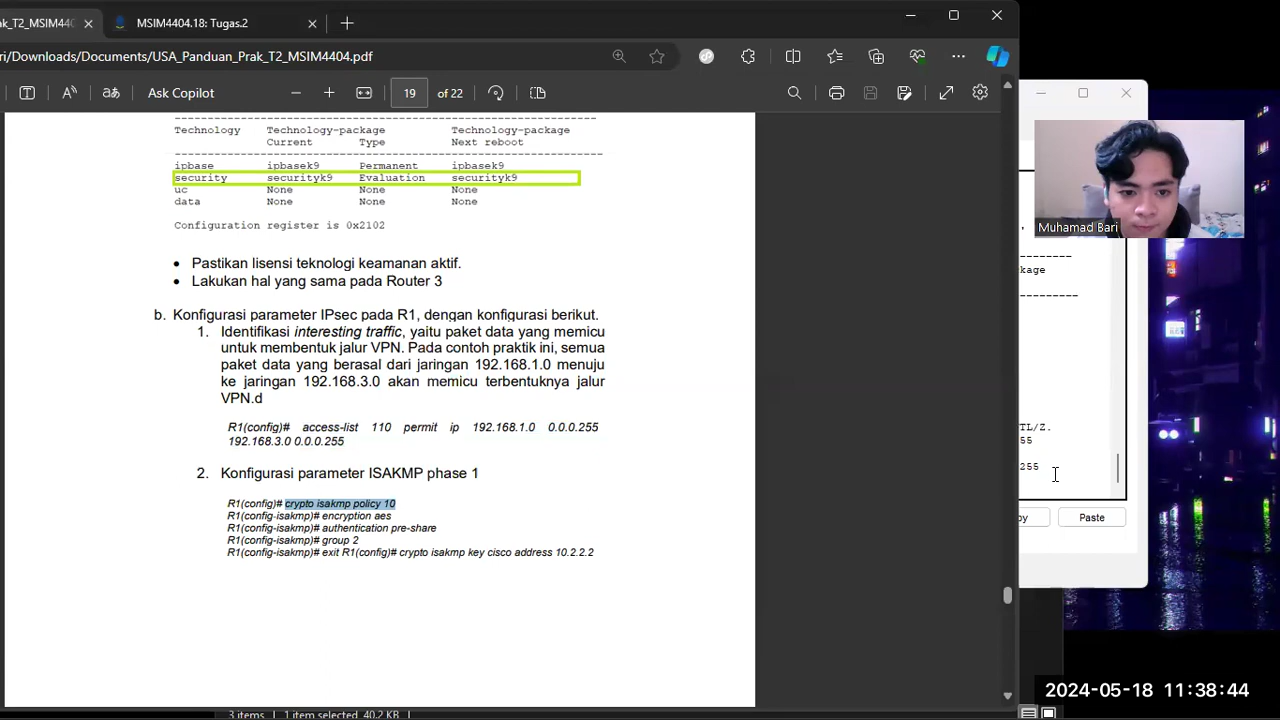 ak_T2_MSIM440
MSIM4404.18: Tugas.2
ri/Downloads/Documents/USA_Panduan_Prak_T2_MSIM4404.pdf
Ask Copilot
19 of 22
Technology Technology-package Technology-package
Current Type Next reboot
ipbase ipbasek9 Permanent ipbasek9
security securityk9 Evaluation securityk9
uc None None None
data None None None
Configuration register is 0x2102
• Pastikan lisensi teknologi keamanan aktif.
• Lakukan hal yang sama pada Router 3
b. Konfigurasi parameter IPsec pada R1, dengan konfigurasi berikut.
1. Identifikasi interesting traffic, yaitu paket data yang memicu
untuk membentuk jalur VPN. Pada contoh praktik ini, semua
paket data yang berasal dari jaringan 192.168.1.0 menuju
ke jaringan 192.168.3.0 akan memicu terbentuknya jalur
VPN.d
R1(config)# access-list 110 permit ip 192.168.1.0 0.0.0.255
192.168.3.0 0.0.0.255
2. Konfigurasi parameter ISAKMP phase 1
R1(config)# crypto isakmp policy 10
R1(config-isakmp)# encryption aes
R1(config-isakmp)# authentication pre-share
R1(config-isakmp)# group 2
R1(config-isakmp)# exit R1(config)# crypto isakmp key cisco address 10.2.2.2
Muhamad Bari
ckage
TL/Z.
55
255
py
Paste
3 items
1 item selected 40.2 KB
2024-05-18 11:38:44